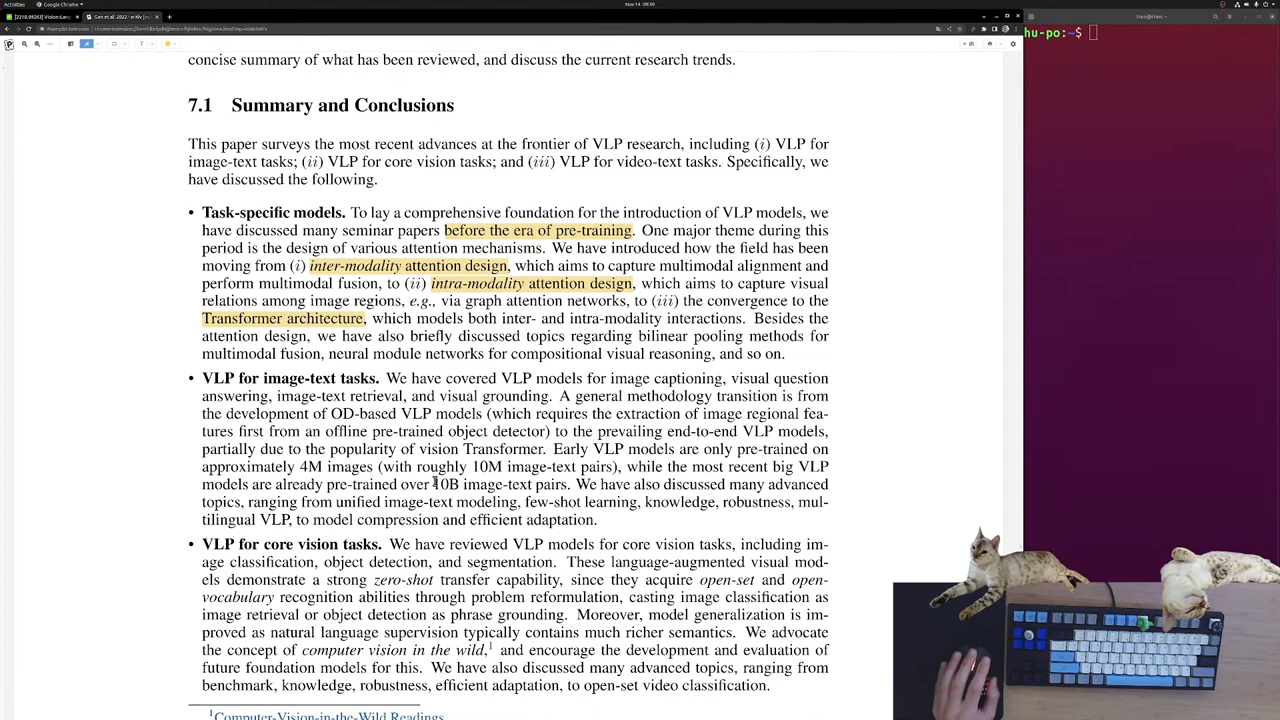 Activities
Google Chrome
Nov 14 09:59
[2210.09263] Vision-Lang
Gan et al. 2022 - arXiv
concise summary of what has been reviewed, and discuss the current research trends.
7.1 Summary and Conclusions
This paper surveys the most recent advances at the frontier of VLP research, including (i) VLP for
image-text tasks; (ii) VLP for core vision tasks; and (iii) VLP for video-text tasks. Specifically, we
have discussed the following.
• Task-specific models. To lay a comprehensive foundation for the introduction of VLP models, we
have discussed many seminar papers before the era of pre-training. One major theme during this
period is the design of various attention mechanisms. We have introduced how the field has been
moving from (i) inter-modality attention design, which aims to capture multimodal alignment and
perform multimodal fusion, to (ii) intra-modality attention design, which aims to capture visual
relations among image regions, e.g., via graph attention networks, to (iii) the convergence to the
Transformer architecture, which models both inter- and intra-modality interactions. Besides the
attention design, we have also briefly discussed topics regarding bilinear pooling methods for
multimodal fusion, neural module networks for compositional visual reasoning, and so on.
• VLP for image-text tasks. We have covered VLP models for image captioning, visual question
answering, image-text retrieval, and visual grounding. A general methodology transition is from
the development of OD-based VLP models (which requires the extraction of image regional fea-
tures first from an offline pre-trained object detector) to the prevailing end-to-end VLP models,
partially due to the popularity of vision Transformer. Early VLP models are only pre-trained on
approximately 4M images (with roughly 10M image-text pairs), while the most recent big VLP
models are already pre-trained over 10B image-text pairs. We have also discussed many advanced
topics, ranging from unified image-text modeling, few-shot learning, knowledge, robustness, mul-
tilingual VLP, to model compression and efficient adaptation.
• VLP for core vision tasks. We have reviewed VLP models for core vision tasks, including im-
age classification, object detection, and segmentation. These language-augmented visual mod-
els demonstrate a strong zero-shot transfer capability, since they acquire open-set and open-
vocabulary recognition abilities through problem reformulation, casting image classification as
image retrieval or object detection as phrase grounding. Moreover, model generalization is im-
proved as natural language supervision typically contains much richer semantics. We advocate
the concept of computer vision in the wild,1 and encourage the development and evaluation of
future foundation models for this. We have also discussed many advanced topics, ranging from
benchmark, knowledge, robustness, efficient adaptation, to open-set video classification.
1Computer-Vision-in-the-Wild Readings
hu-po:~$